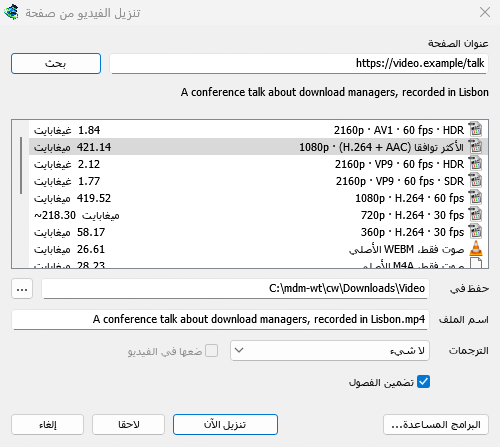 تنزيل الفيديو من صفحة
عنوان الصفحة
https://video.example/talk
بحث
A conference talk about download managers, recorded in Lisbon
2160p · AV1 · 60 fps · HDR 1.84 غيغابايت
الأكثر توافقا (H.264 + AAC) · 1080p 421.14 ميغابايت
2160p · VP9 · 60 fps · HDR 2.12 غيغابايت
2160p · VP9 · 60 fps · SDR 1.77 غيغابايت
1080p · H.264 · 60 fps 419.52 ميغابايت
720p · H.264 · 30 fps ~218.30 ميغابايت
360p · H.264 · 30 fps 58.17 ميغابايت
صوت فقط، WEBM الأصلي 26.61 ميغابايت
صوت فقط، M4A الأصلي 28.23 ميغابايت
حفظ في
C:\mdm-wt\cw\Downloads\Video
...
اسم الملف
A conference talk about download managers, recorded in Lisbon.mp4
الترجمات
لا شيء
ضعها في الفيديو
تضمين الفصول
البرامج المساعدة...
تنزيل الآن
لاحقا
إلغاء